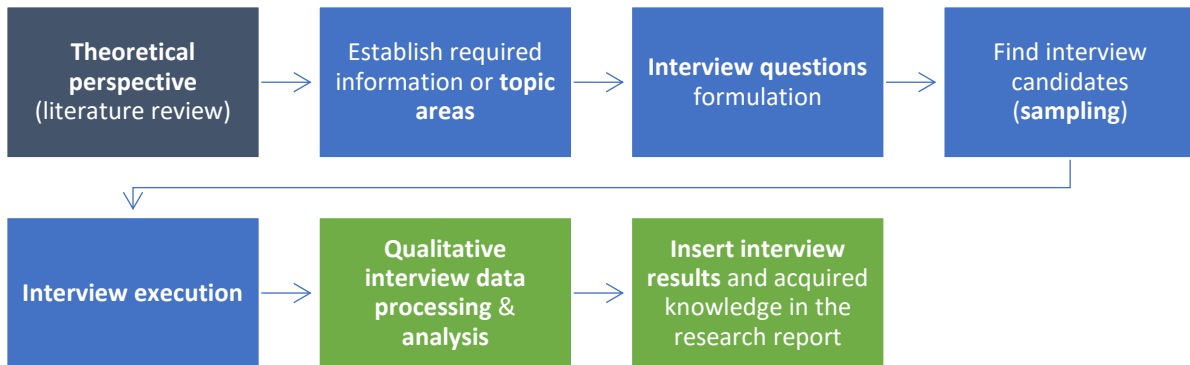 Theoretical
perspective
(literature review)
Establish required
information or topic
areas
Interview questions
formulation
Find interview
candidates
(sampling)
Interview execution
Qualitative
interview data
processing &
analysis
Insert interview
results and acquired
knowledge in the
research report